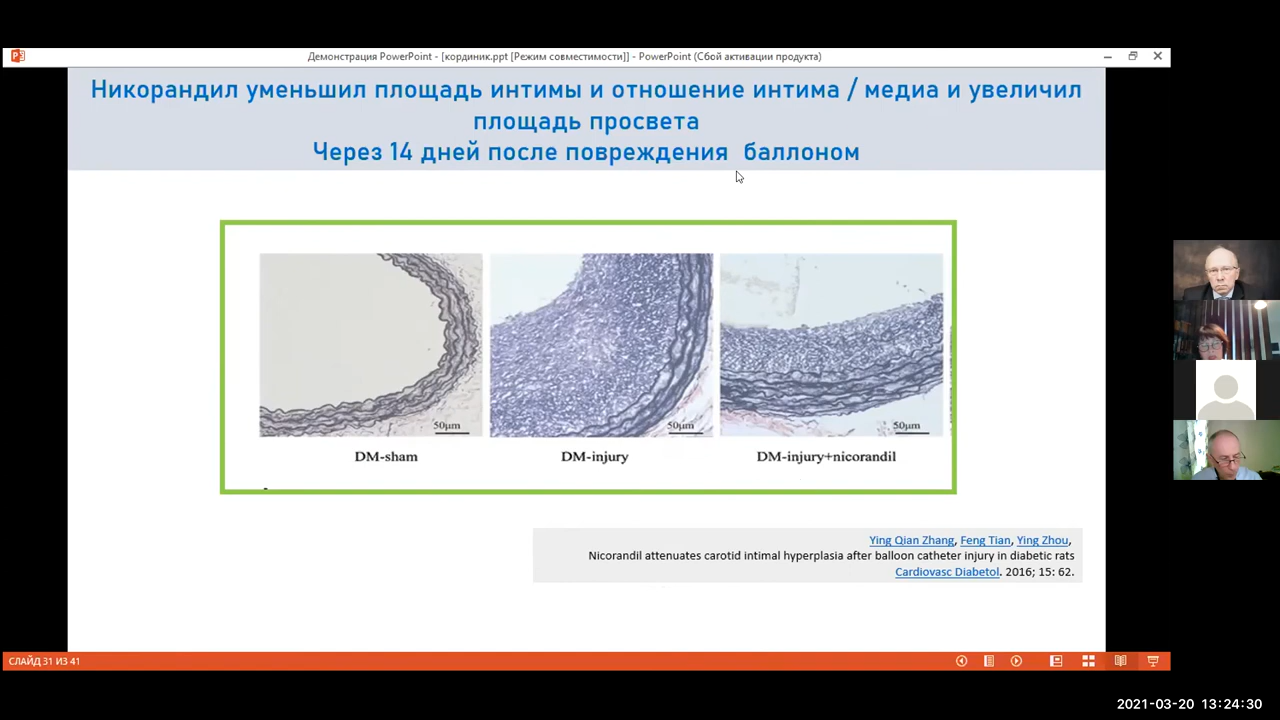 Демонстрация PowerPoint - [кординик.ppt [Режим совместимости]] - PowerPoint (Сбой активации продукта)
Никорандил уменьшил площадь интимы и отношение интима / медиа и увеличил
площадь просвета
Через 14 дней после повреждения баллоном
50µm
50µm
50µm
DM-sham
DM-injury
DM-injury+nicorandil
Ying Qian Zhang, Feng Tian, Ying Zhou,
Nicorandil attenuates carotid intimal hyperplasia after balloon catheter injury in diabetic rats
Cardiovasc Diabetol. 2016; 15: 62.
СЛАЙД 31 ИЗ 41
2021-03-20 13:24:30